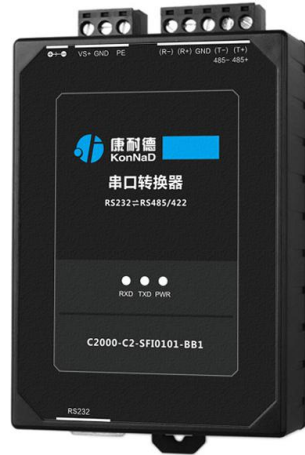 VS+ GND PE
(R-) (R+) GND (T-) (T+)
485- 485+
康耐德
KonNaD
串口转换器
RS232⇌RS485/422
RXD TXD PWR
C2000-C2-SFI0101-BB1
RS232